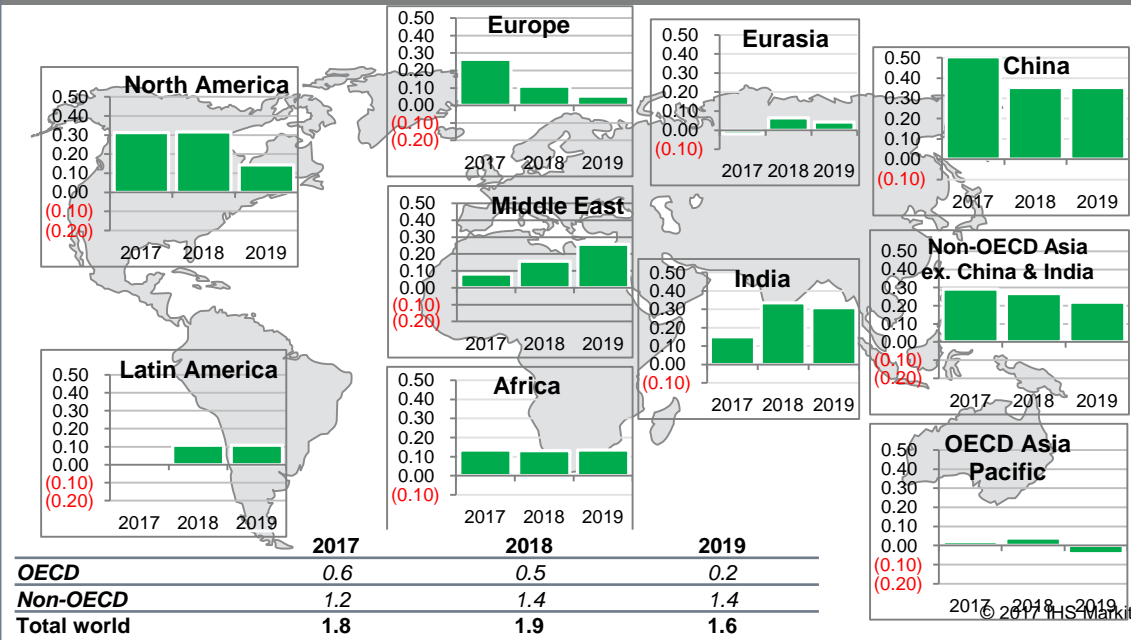 North America
0.50
0.40
0.30
0.20
0.10
0.00
(0.10)
(0.20)
2017 2018 2019
Europe
0.50
0.40
0.30
0.20
0.10
0.00
(0.10)
(0.20)
2017 2018 2019
Eurasia
0.50
0.40
0.30
0.20
0.10
0.00
(0.10)
2017 2018 2019
China
0.50
0.40
0.30
0.20
0.10
0.00
(0.10)
2017 2018 2019
Middle East
0.50
0.40
0.30
0.20
0.10
0.00
(0.10)
(0.20)
2017 2018 2019
India
0.50
0.40
0.30
0.20
0.10
0.00
(0.10)
2017 2018 2019
Non-OECD Asia
ex. China & India
0.50
0.40
0.30
0.20
0.10
0.00
(0.10)
(0.20)
2017 2018 2019
Latin America
0.50
0.40
0.30
0.20
0.10
0.00
(0.10)
(0.20)
2017 2018 2019
Africa
0.50
0.40
0.30
0.20
0.10
0.00
(0.10)
2017 2018 2019
OECD Asia
Pacific
0.50
0.40
0.30
0.20
0.10
0.00
(0.10)
(0.20)
2017 2018 2019
2017 2018 2019
OECD 0.6 0.5 0.2
Non-OECD 1.2 1.4 1.4
Total world 1.8 1.9 1.6
© 2017 IHS Markit